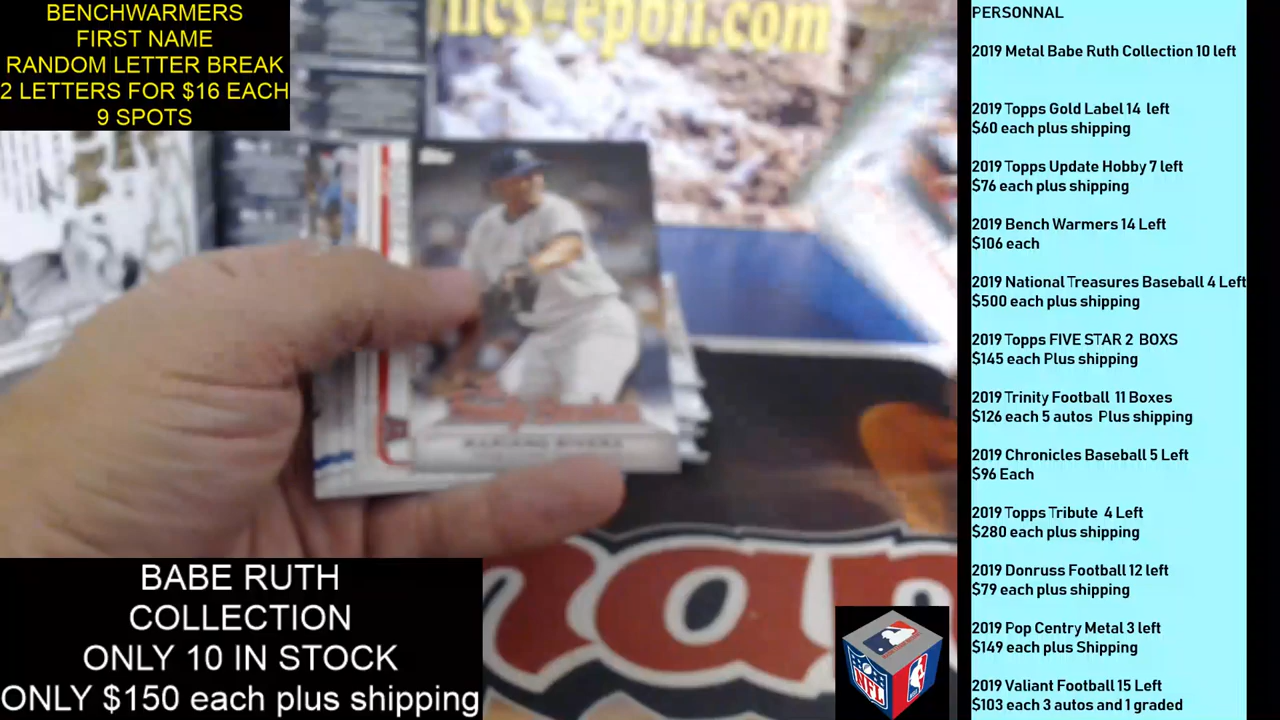 BENCHWARMERS
FIRST NAME
RANDOM LETTER BREAK
2 LETTERS FOR $16 EACH
9 SPOTS
nics@epoil.com
Topps
MARIANO RIVERA
BABE RUTH
COLLECTION
ONLY 10 IN STOCK
ONLY $150 each plus shipping
NFL
PERSONNAL
2019 Metal Babe Ruth Collection 10 left
2019 Topps Gold Label 14 left
$60 each plus shipping
2019 Topps Update Hobby 7 left
$76 each plus shipping
2019 Bench Warmers 14 Left
$106 each
2019 National Treasures Baseball 4 Left
$500 each plus shipping
2019 Topps FIVE STAR 2 BOXS
$145 each Plus shipping
2019 Trinity Football 11 Boxes
$126 each 5 autos Plus shipping
2019 Chronicles Baseball 5 Left
$96 Each
2019 Topps Tribute 4 Left
$280 each plus shipping
2019 Donruss Football 12 left
$79 each plus shipping
2019 Pop Centry Metal 3 left
$149 each plus Shipping
2019 Valiant Football 15 Left
$103 each 3 autos and 1 graded